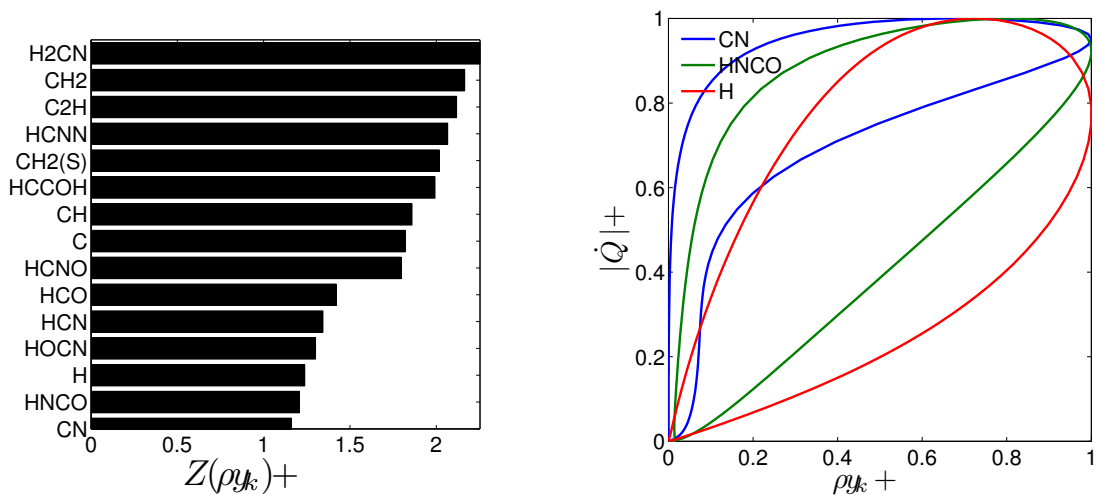 H2CN
CH2
C2H
HCNN
CH2(S)
HCCOH
CH
C
HCNO
HCO
HCN
HOCN
H
HNCO
CN
0 0.5 1 1.5 2
Z(ρyₖ)+
CN
HNCO
H
1
0.8
0.6
0.4
0.2
0
0 0.2 0.4 0.6 0.8 1
|Q̇|+
ρyₖ+